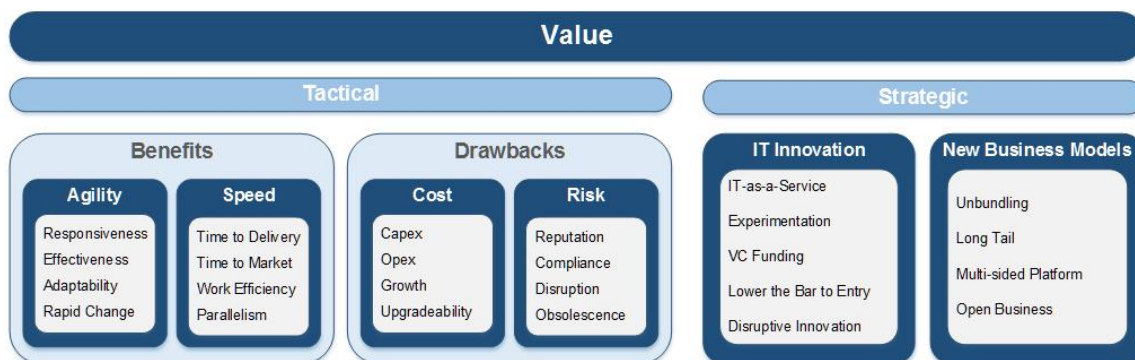 Value
Tactical
Strategic
Benefits
Agility
Responsiveness
Effectiveness
Adaptability
Rapid Change
Speed
Time to Delivery
Time to Market
Work Efficiency
Parallelism
Drawbacks
Cost
Capex
Opex
Growth
Upgradeability
Risk
Reputation
Compliance
Disruption
Obsolescence
IT Innovation
IT-as-a-Service
Experimentation
VC Funding
Lower the Bar to Entry
Disruptive Innovation
New Business Models
Unbundling
Long Tail
Multi-sided Platform
Open Business